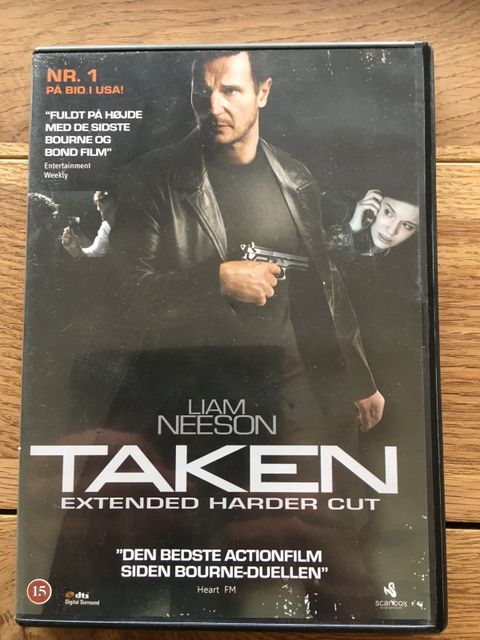 NR. 1
PÅ BIO I USA!
"FULDT PÅ HØJDE
MED DE SIDSTE
BOURNE OG
BOND FILM"
Entertainment
Weekly
LIAM
NEESON
TAKEN
EXTENDED HARDER CUT
"DEN BEDSTE ACTIONFILM
SIDEN BOURNE-DUELLEN"
Heart FM
15
dts
Digital Surround
scanbox
entertainment